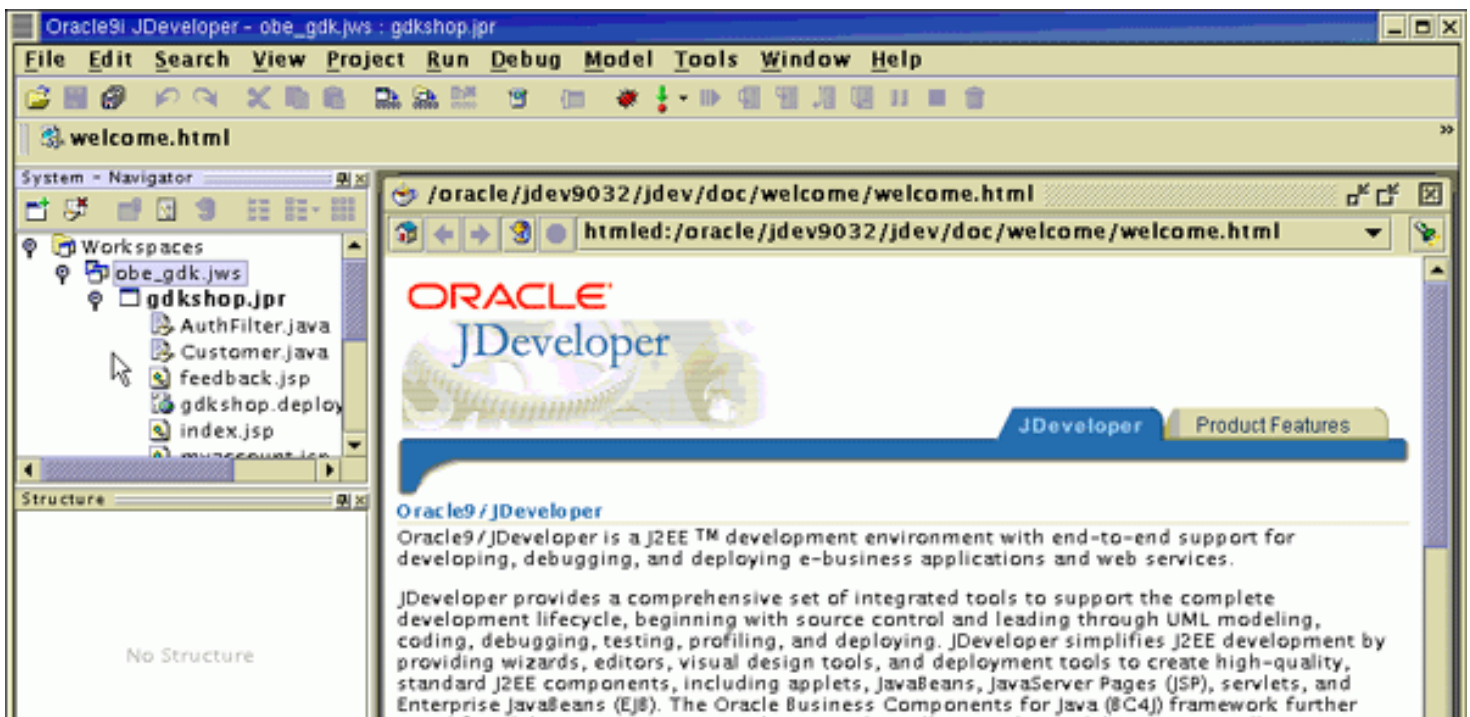 Oracle9i JDeveloper - obe_gdk.jws : gdkshop.jpr
File Edit Search View Project Run Debug Model Tools Window Help
welcome.html
»
System - Navigator
Workspaces
obe_gdk.jws
gdkshop.jpr
AuthFilter.java
Customer.java
feedback.jsp
gdkshop.deploy
index.jsp
myaccount.jsp
Structure
No Structure
/oracle/jdev9032/jdev/doc/welcome/welcome.html
htmled:/oracle/jdev9032/jdev/doc/welcome/welcome.html
ORACLE
JDeveloper
JDeveloper
Product Features
Oracle9i JDeveloper
Oracle9i JDeveloper is a J2EE ™ development environment with end-to-end support for
developing, debugging, and deploying e-business applications and web services.
JDeveloper provides a comprehensive set of integrated tools to support the complete
development lifecycle, beginning with source control and leading through UML modeling,
coding, debugging, testing, profiling, and deploying. JDeveloper simplifies J2EE development by
providing wizards, editors, visual design tools, and deployment tools to create high-quality,
standard J2EE components, including applets, JavaBeans, JavaServer Pages (JSP), servlets, and
Enterprise JavaBeans (EJB). The Oracle Business Components for Java (BC4J) framework further